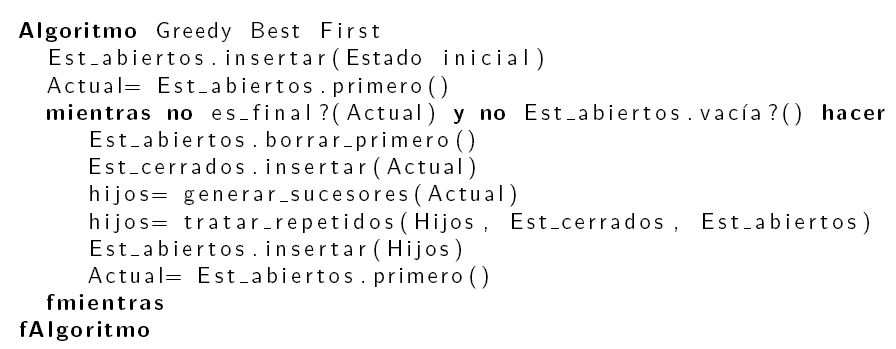 Algoritmo Greedy Best First
Est_abiertos.insertar(Estado inicial)
Actual= Est_abiertos.primero()
mientras no es_final?(Actual) y no Est_abiertos.vacía?() hacer
Est_abiertos.borrar_primero()
Est_cerrados.insertar(Actual)
hijos= generar_sucesores(Actual)
hijos= tratar_repetidos(Hijos, Est_cerrados, Est_abiertos)
Est_abiertos.insertar(Hijos)
Actual= Est_abiertos.primero()
fmientras
fAlgoritmo